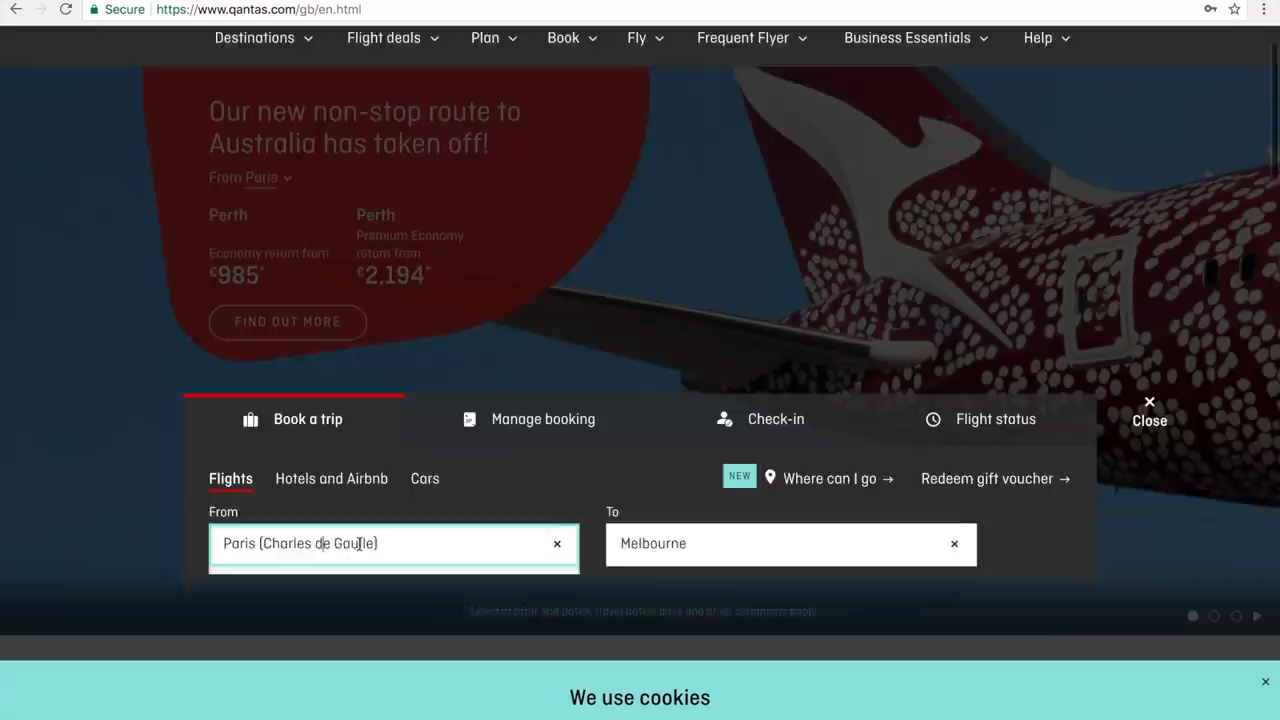 Secure https://www.qantas.com/gb/en.html
Destinations Flight deals Plan Book Fly Frequent Flyer Business Essentials Help
Our new non-stop route to
Australia has taken off!
From Paris
Perth Perth
Premium Economy
Economy return from return from
€985* €2,194*
FIND OUT MORE
Book a trip Manage booking Check-in Flight status × Close
Flights Hotels and Airbnb Cars NEW Where can I go → Redeem gift voucher →
From To
Paris (Charles de Gaulle) × Melbourne ×
We use cookies ×